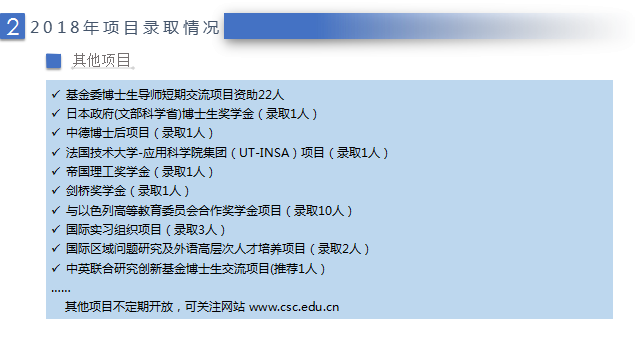 2 2018年项目录取情况
其他项目
✓ 基金委博士生导师短期交流项目资助22人
✓ 日本政府(文部科学省)博士生奖学金（录取1人）
✓ 中德博士后项目（录取1人）
✓ 法国技术大学-应用科学院集团（UT-INSA）项目（录取1人）
✓ 帝国理工奖学金（录取1人）
✓ 剑桥奖学金（录取1人）
✓ 与以色列高等教育委员会合作奖学金项目（录取10人）
✓ 国际实习组织项目（录取3人）
✓ 国际区域问题研究及外语高层次人才培养项目（录取2人）
✓ 中英联合研究创新基金博士生交流项目(推荐1人）
......
其他项目不定期开放，可关注网站 www.csc.edu.cn